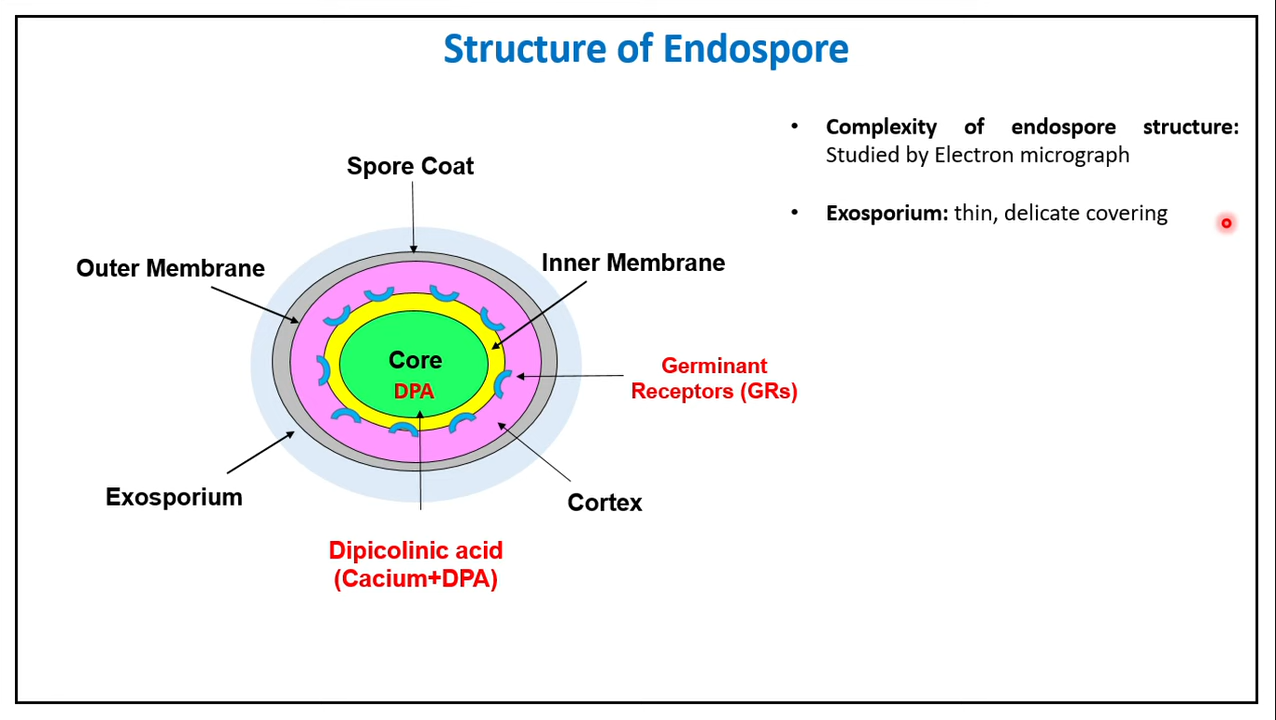 Structure of Endospore
• Complexity of endospore structure:
Studied by Electron micrograph
• Exosporium: thin, delicate covering
Spore Coat
Outer Membrane
Inner Membrane
Core
DPA
Germinant
Receptors (GRs)
Exosporium
Cortex
Dipicolinic acid
(Cacium+DPA)